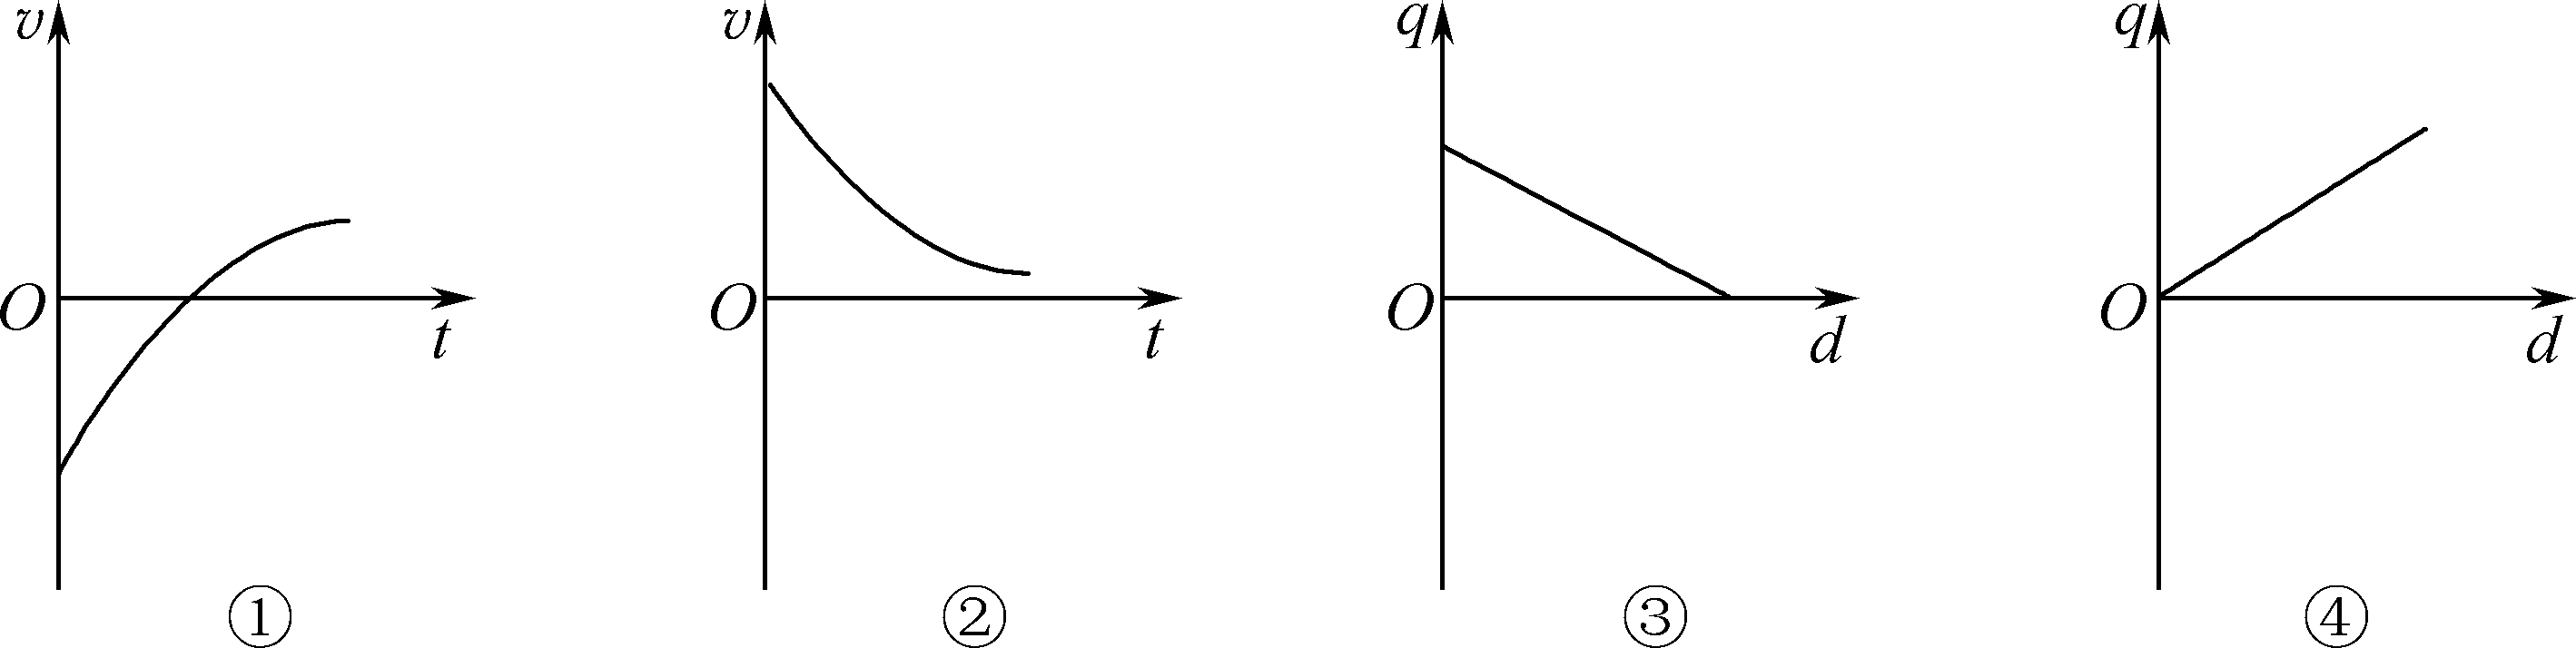 v
O
t
①
v
O
t
②
q
O
d
③
q
O
d
④